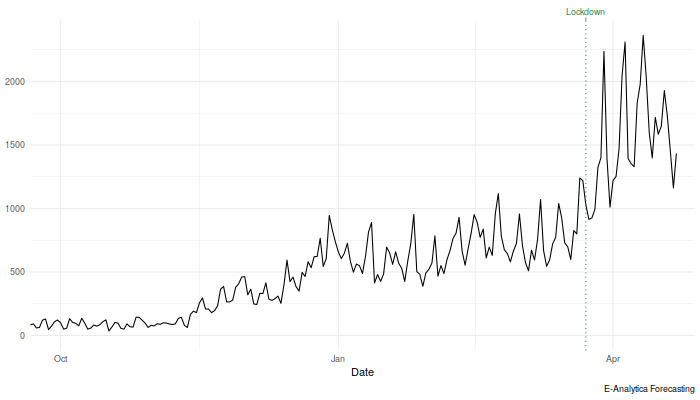 Lockdown
2000
1500
1000
500
0
Oct
Jan
Apr
Date
E-Analytica Forecasting